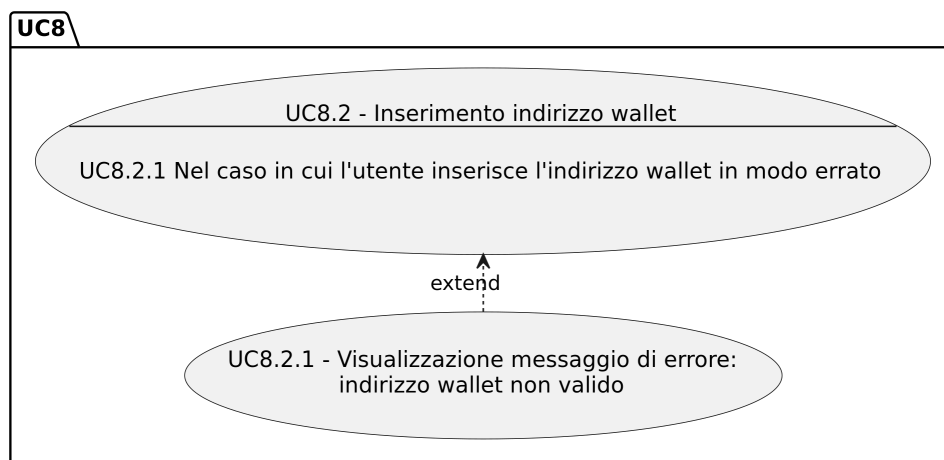 UC8
UC8.2 - Inserimento indirizzo wallet
UC8.2.1 Nel caso in cui l'utente inserisce l'indirizzo wallet in modo errato
extend
UC8.2.1 - Visualizzazione messaggio di errore:
indirizzo wallet non valido